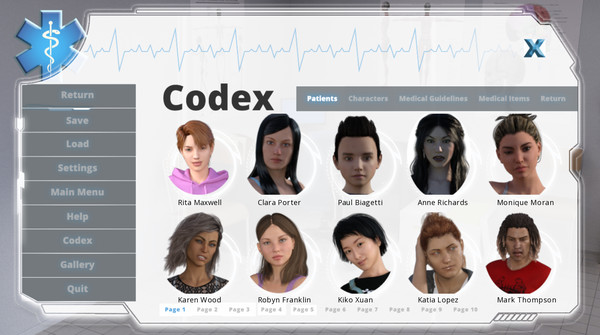 Codex
Patients Characters Medical Guidelines Medical Items Return
Return
Save
Load
Settings
Main Menu
Help
Codex
Gallery
Quit
Rita Maxwell Clara Porter Paul Biagetti Anne Richards Monique Moran
Karen Wood Robyn Franklin Kiko Xuan Katia Lopez Mark Thompson
Page 1 Page 2 Page 3 Page 4 Page 5 Page 6 Page 7 Page 8 Page 9 Page 10
X